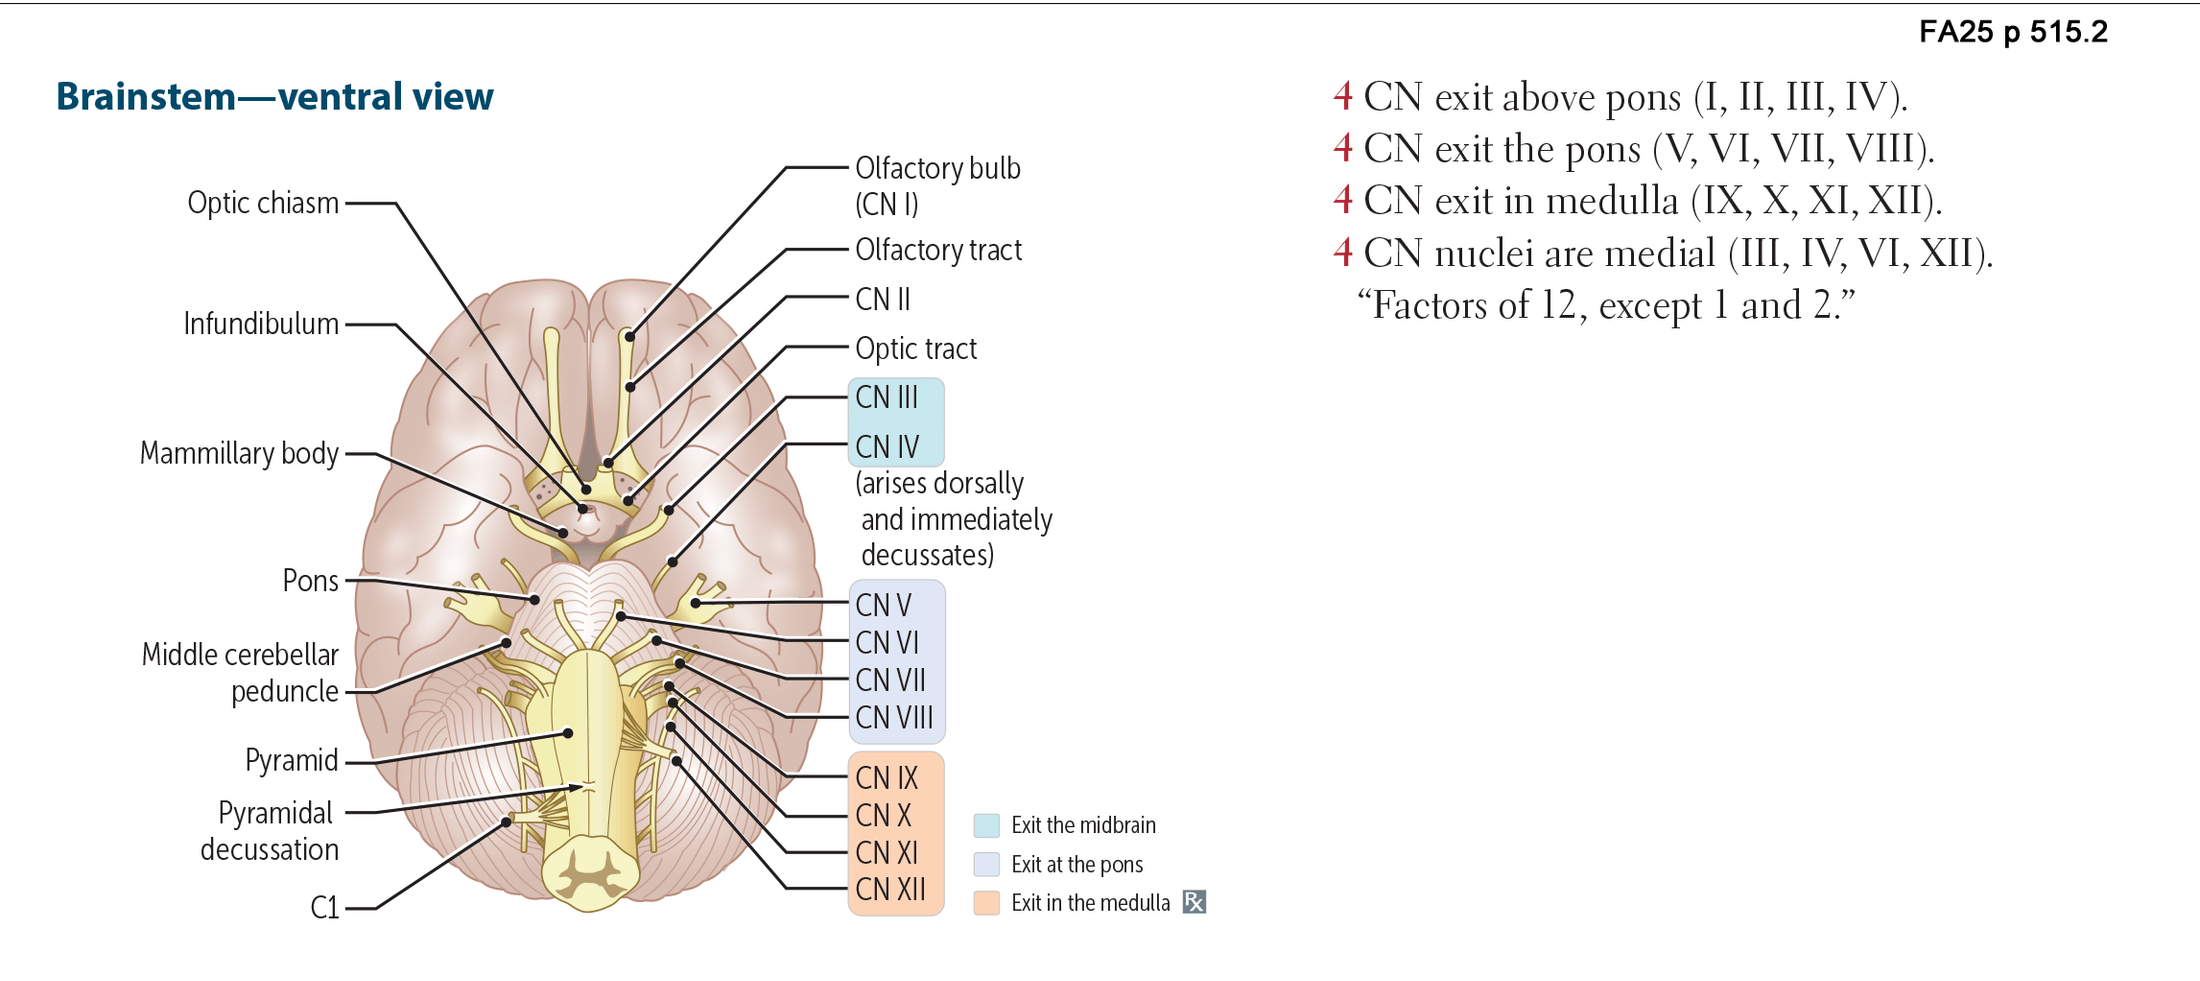 FA25 p 515.2
Brainstem—ventral view
4 CN exit above pons (I, II, III, IV).
4 CN exit the pons (V, VI, VII, VIII).
4 CN exit in medulla (IX, X, XI, XII).
4 CN nuclei are medial (III, IV, VI, XII).
“Factors of 12, except 1 and 2.”
Optic chiasm
Infundibulum
Mammillary body
Pons
Middle cerebellar
peduncle
Pyramid
Pyramidal
decussation
C1
Olfactory bulb
(CN I)
Olfactory tract
CN II
Optic tract
CN III
CN IV
(arises dorsally
and immediately
decussates)
CN V
CN VI
CN VII
CN VIII
CN IX
CN X
CN XI
CN XII
Exit the midbrain
Exit at the pons
Exit in the medulla Rx